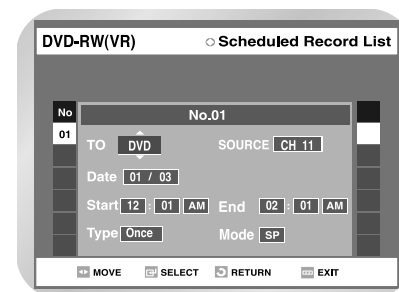 DVD-RW(VR) Scheduled Record List
No
No.01
01
TO DVD SOURCE CH 11
Date 01 / 03
Start 12 : 01 AM End 02 : 01 AM
Type Once Mode SP
MOVE SELECT RETURN EXIT